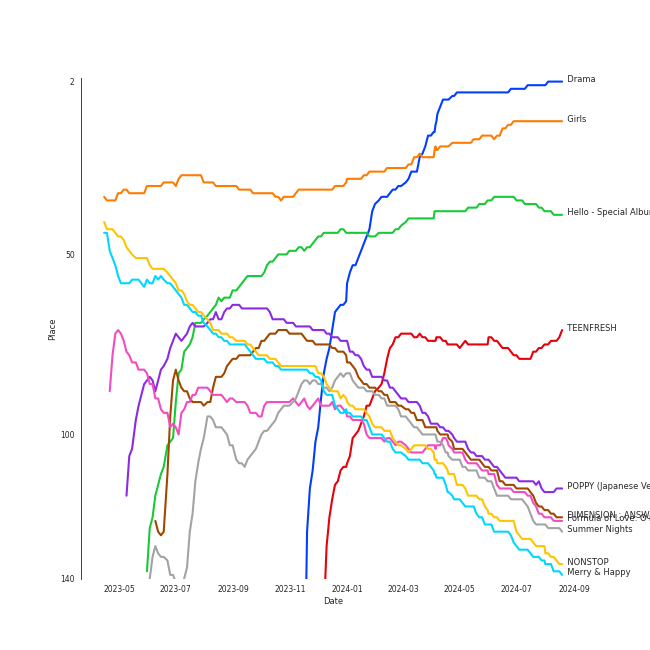 2
Drama
Girls
Hello - Special Albu
50
Place
TEENFRESH
100
POPPY (Japanese Ve
DIMENSION : ANSW
Formula of Love: O+
Summer Nights
NONSTOP
Merry & Happy
140
2023-05
2023-07
2023-09
2023-11
2024-01
2024-03
2024-05
2024-07
2024-09
Date